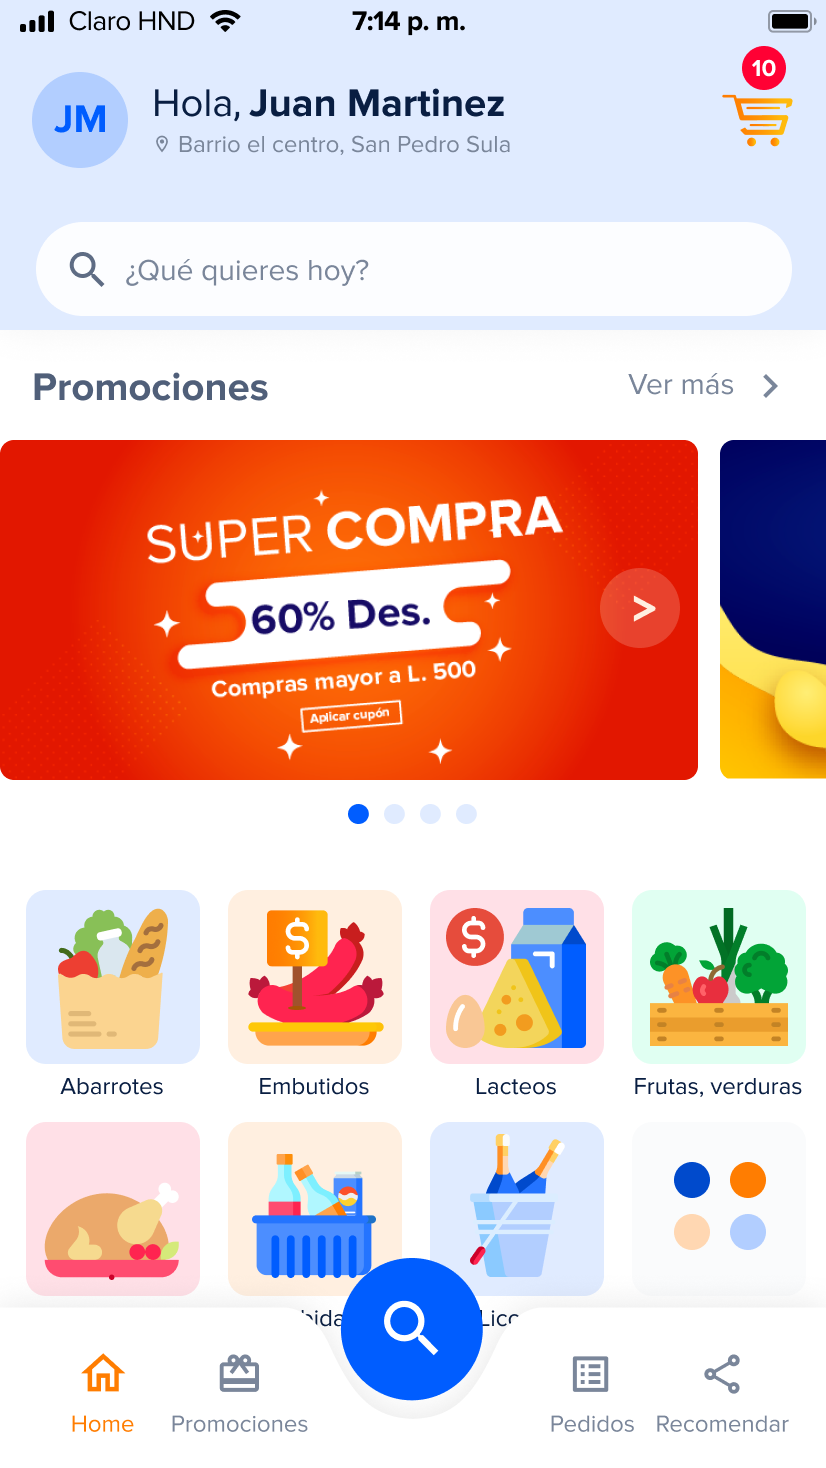 Claro HND
7:14 p. m.
10
JM
Hola, Juan Martinez
Barrio el centro, San Pedro Sula
¿Qué quieres hoy?
Promociones
Ver más
SUPER COMPRA
60% Des.
>
Compras mayor a L. 500
Aplicar cupón
$
$
Abarrotes
Embutidos
Lacteos
Frutas, verduras
Home
Promociones
Pedidos
Recomendar